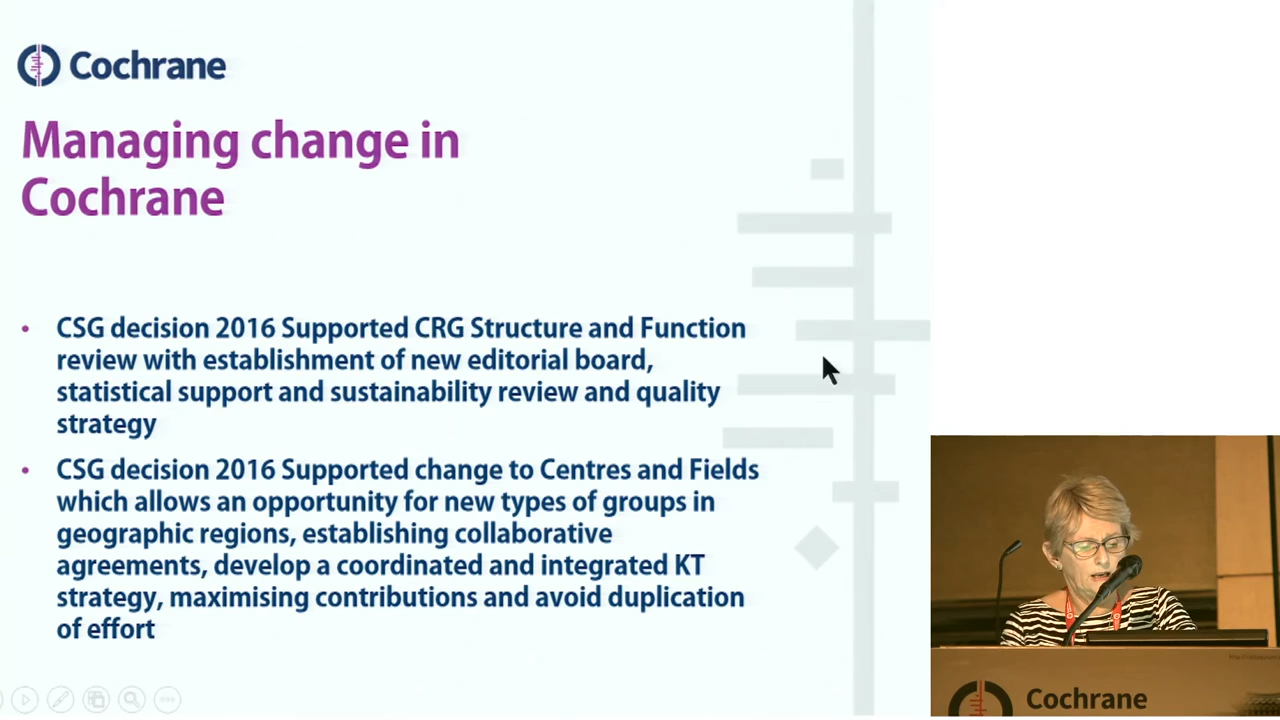 Cochrane
Managing change in
Cochrane
• CSG decision 2016 Supported CRG Structure and Function
review with establishment of new editorial board,
statistical support and sustainability review and quality
strategy
• CSG decision 2016 Supported change to Centres and Fields
which allows an opportunity for new types of groups in
geographic regions, establishing collaborative
agreements, develop a coordinated and integrated KT
strategy, maximising contributions and avoid duplication
of effort
Cochrane